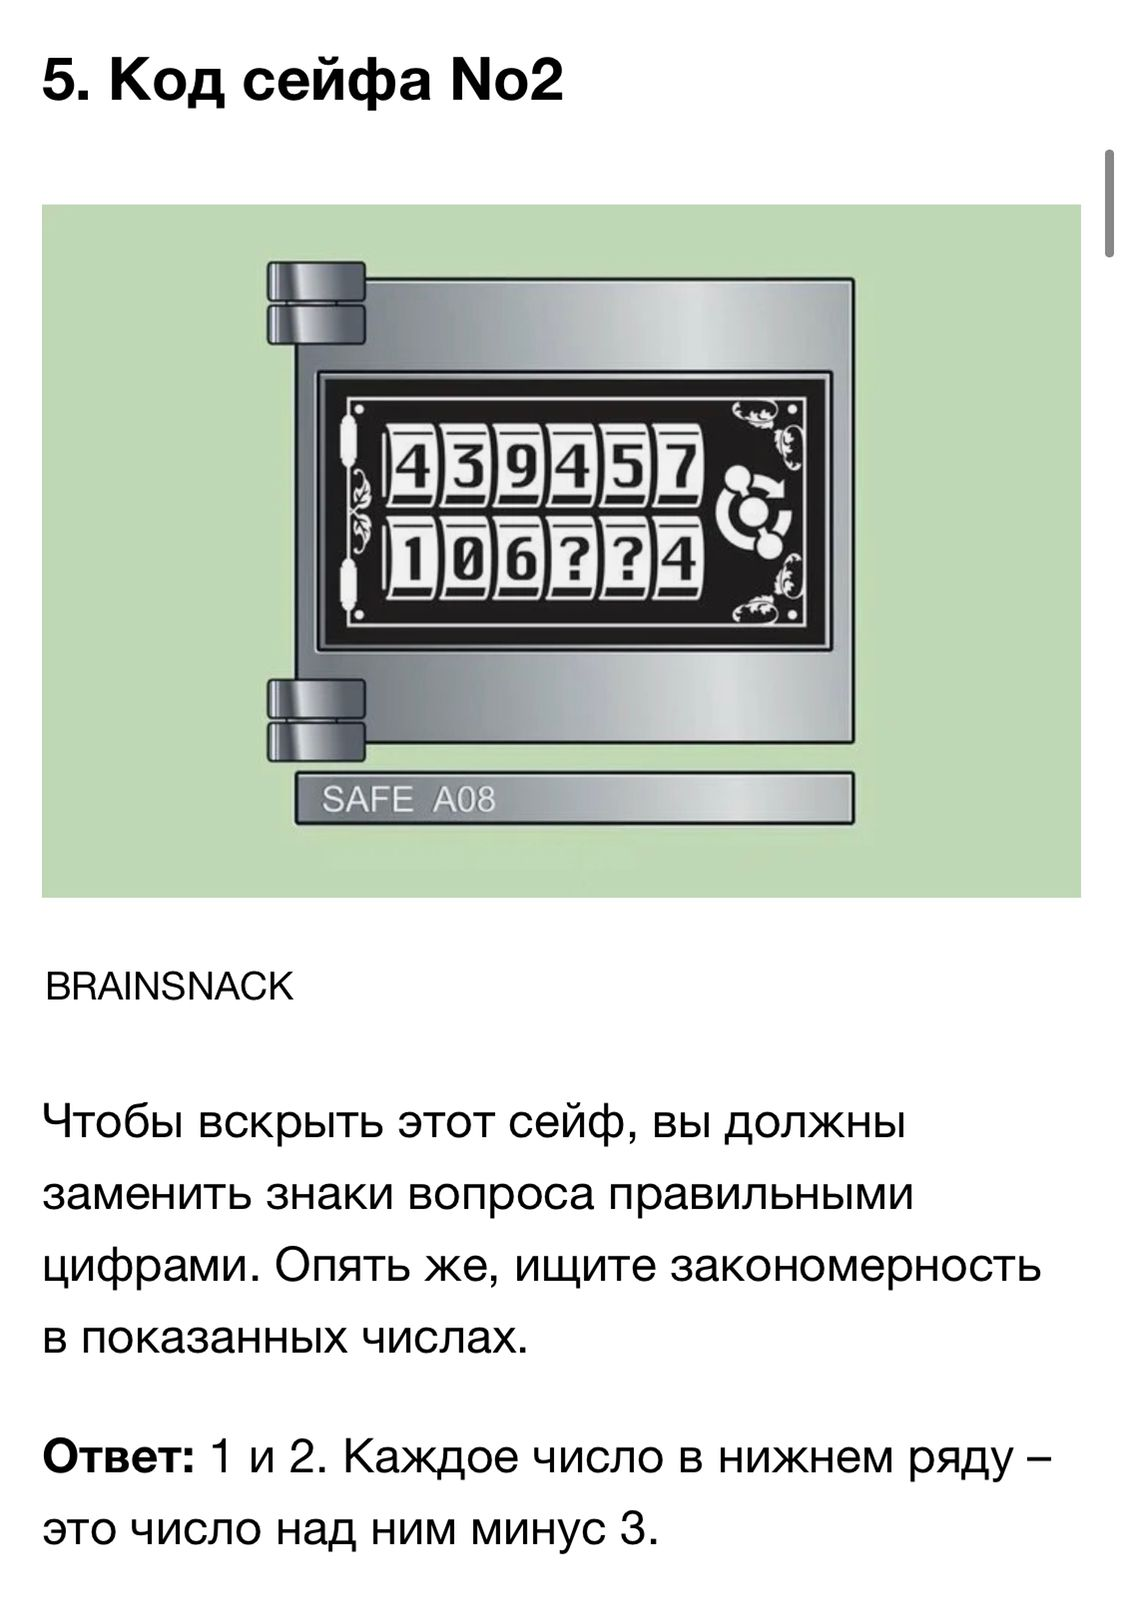 5. Код сейфа No2
439457
106??4
SAFE A08
BRAINSNACK
Чтобы вскрыть этот сейф, вы должны
заменить знаки вопроса правильными
цифрами. Опять же, ищите закономерность
в показанных числах.
Ответ: 1 и 2. Каждое число в нижнем ряду –
это число над ним минус 3.